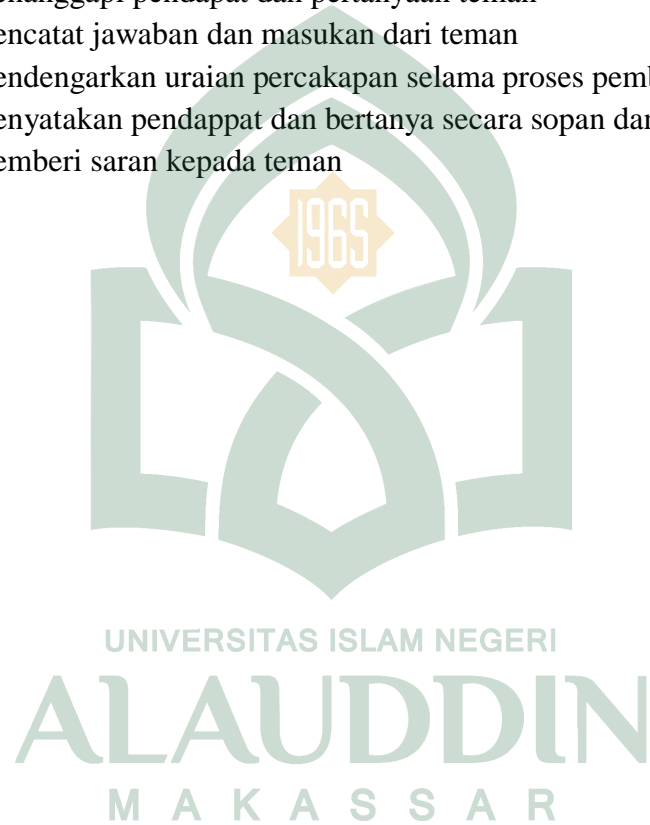 enanggapi pendapat dan pertanyaan teman
encatat jawaban dan masukan dari teman
endengarkan uraian percakapan selama proses pemb
enyatakan pendappat dan bertanya secara sopan dan
emberi saran kepada teman
1965
UNIVERSITAS ISLAM NEGERI
ALAUDDIN
MAKASSAR